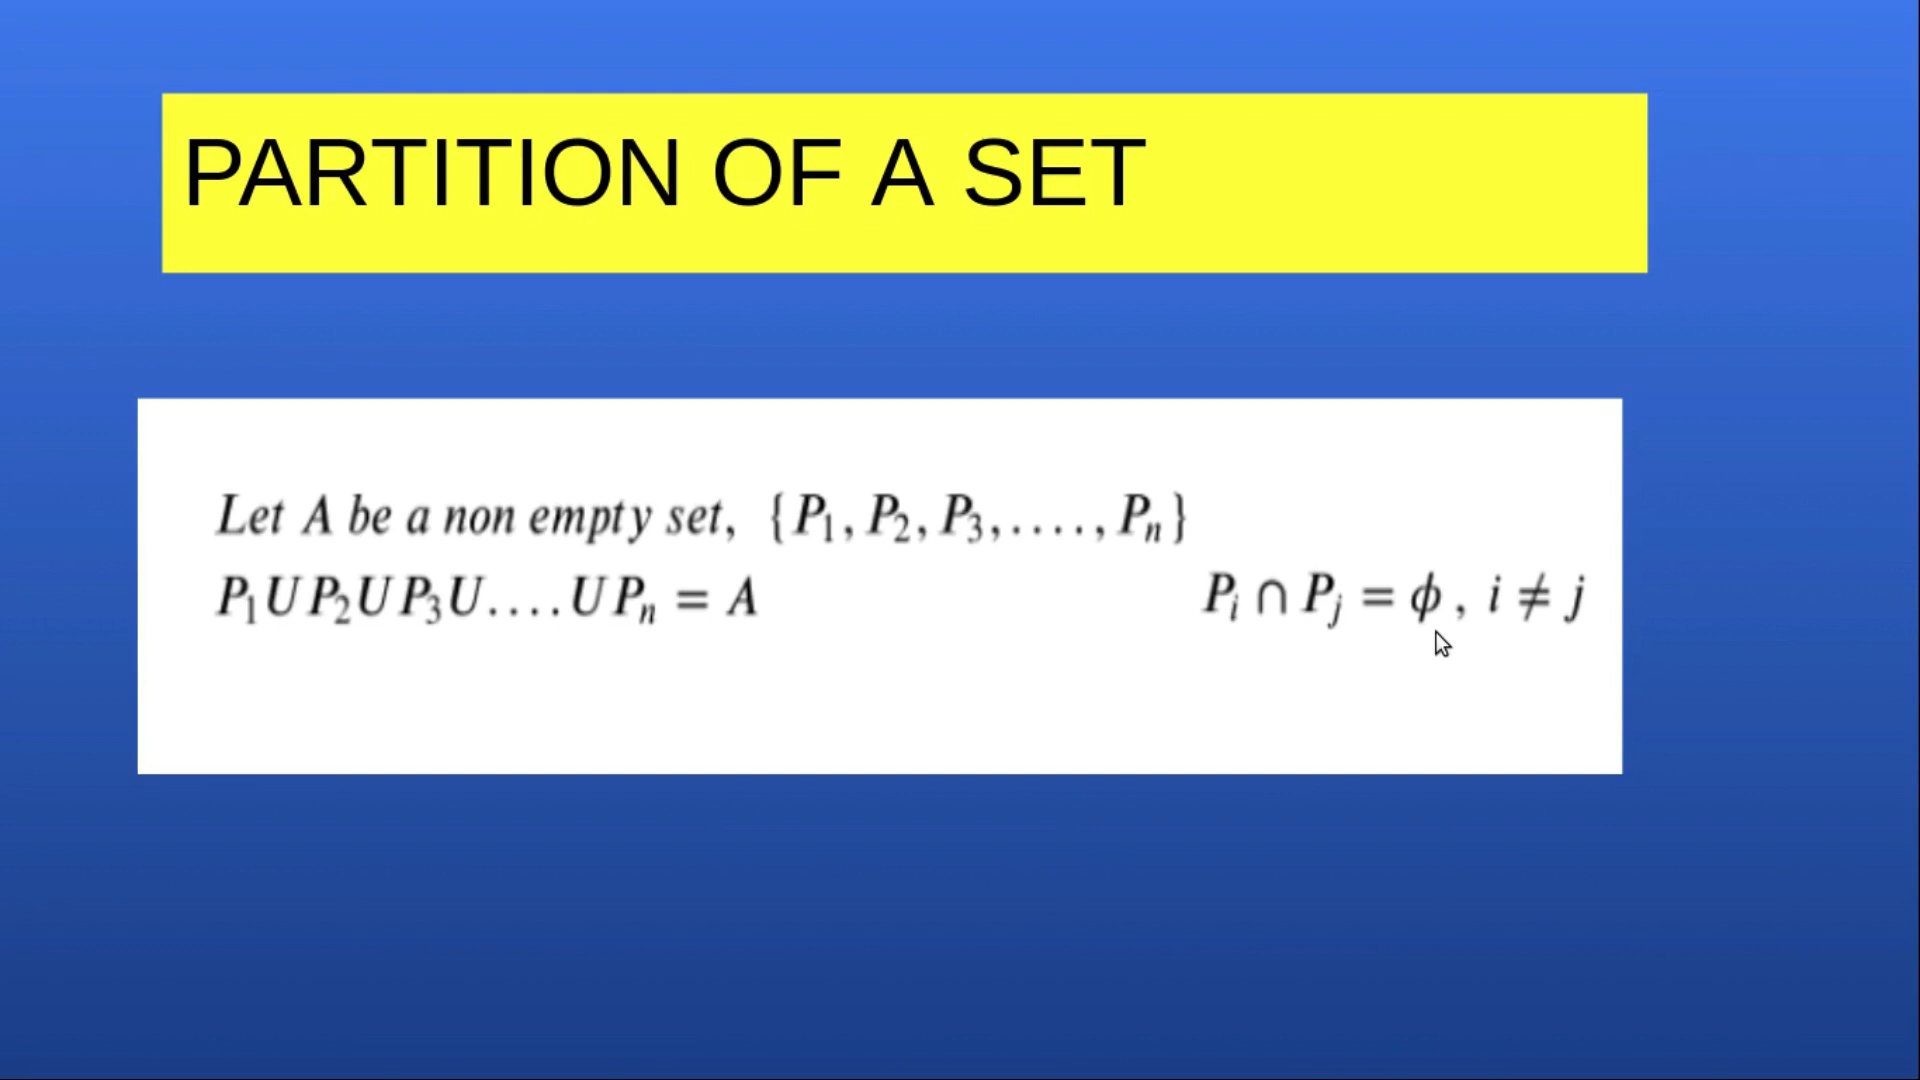 PARTITION OF A SET
Let A be a non empty set, {P₁, P₂, P₃, . . . . , Pₙ}
P₁ U P₂ U P₃ U . . . . U Pₙ = A Pᵢ ∩ Pⱼ = ϕ , i ≠ j